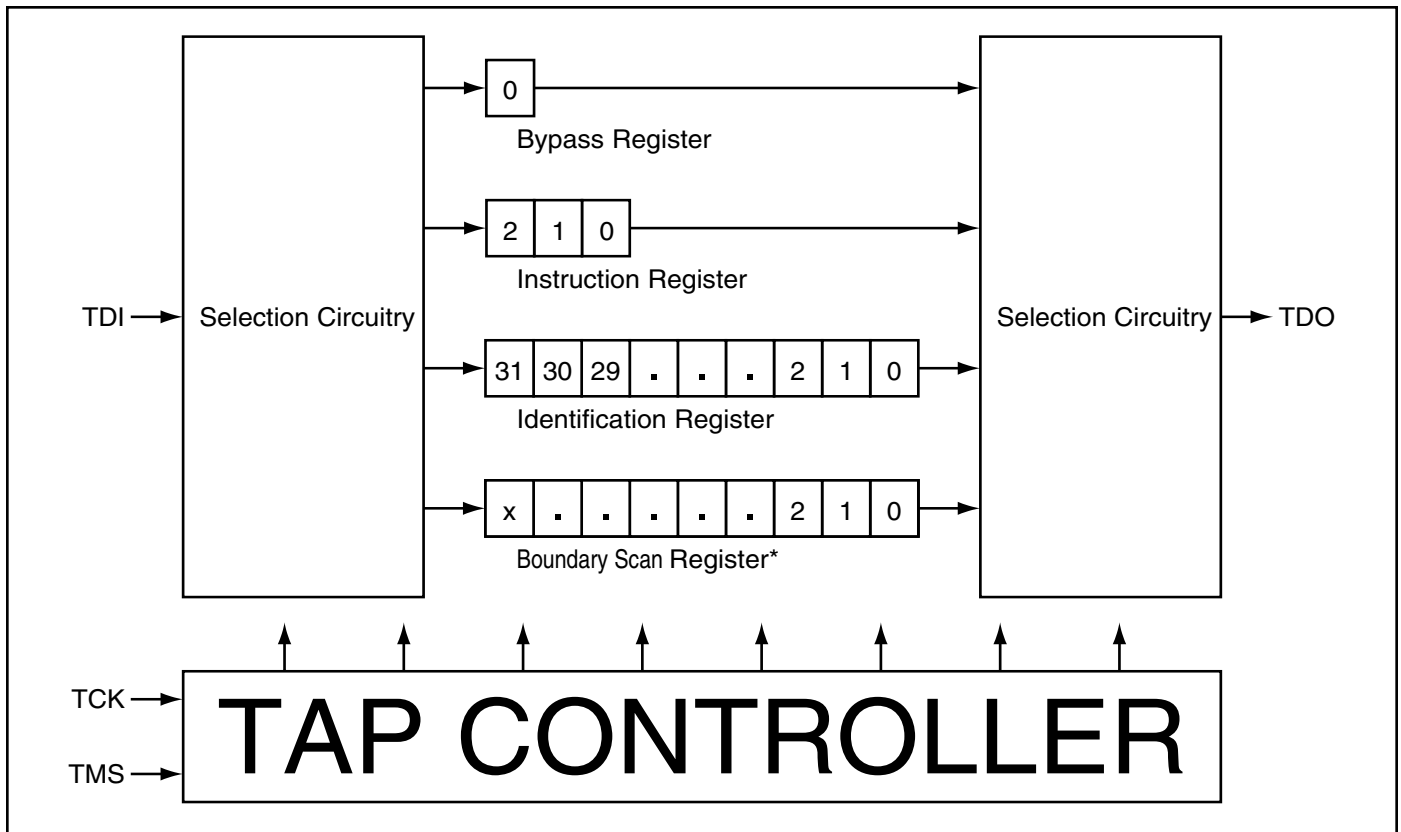 0
Bypass Register
2 1 0
Instruction Register
TDI
Selection Circuitry
Selection Circuitry
TDO
31 30 29 . . . 2 1 0
Identification Register
x . . . . . 2 1 0
Boundary Scan Register*
TCK
TMS
TAP CONTROLLER